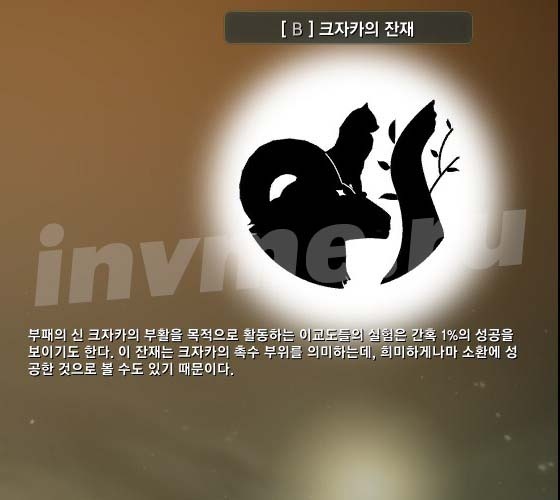 [ B ] 크자카의 잔재
invme.ru
부패의 신 크자카의 부활을 목적으로 활동하는 이교도들의 실험은 간혹 1%의 성공을
보이기도 한다. 이 잔재는 크자카의 촉수 부위를 의미하는데, 희미하게나마 소환에 성
공한 것으로 볼 수도 있기 때문이다.